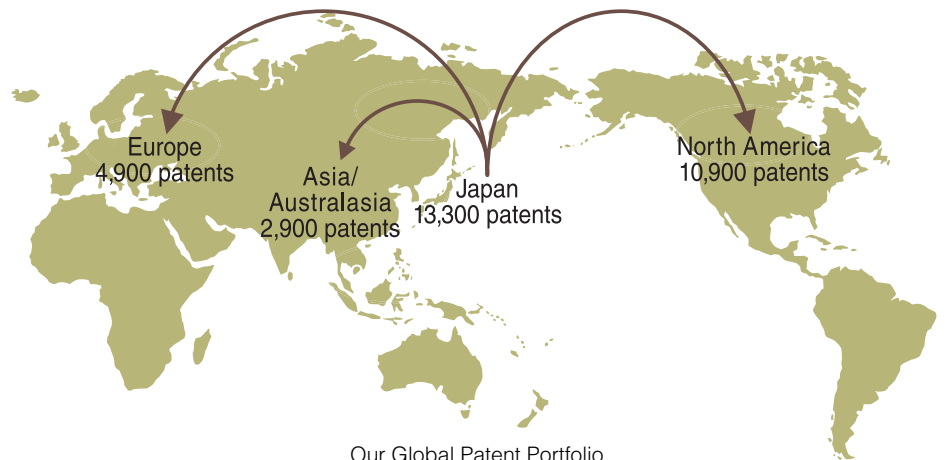 Europe
4,900 patents
Asia/
Australasia
2,900 patents
Japan
13,300 patents
North America
10,900 patents
Our Global Patent Portfolio